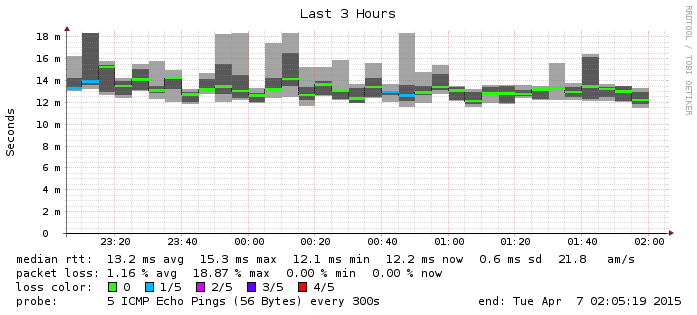 Last 3 Hours
RRDTOOL / TOBI OETIKER
Seconds
18 m
16 m
14 m
12 m
10 m
8 m
6 m
4 m
2 m
0
23:20 23:40 00:00 00:20 00:40 01:00 01:20 01:40 02:00
median rtt: 13.2 ms avg 15.3 ms max 12.1 ms min 12.2 ms now 0.6 ms sd 21.8 am/s
packet loss: 1.16 % avg 18.87 % max 0.00 % min 0.00 % now
loss color: 0 1/5 2/5 3/5 4/5
probe: 5 ICMP Echo Pings (56 Bytes) every 300s end: Tue Apr 7 02:05:19 2015